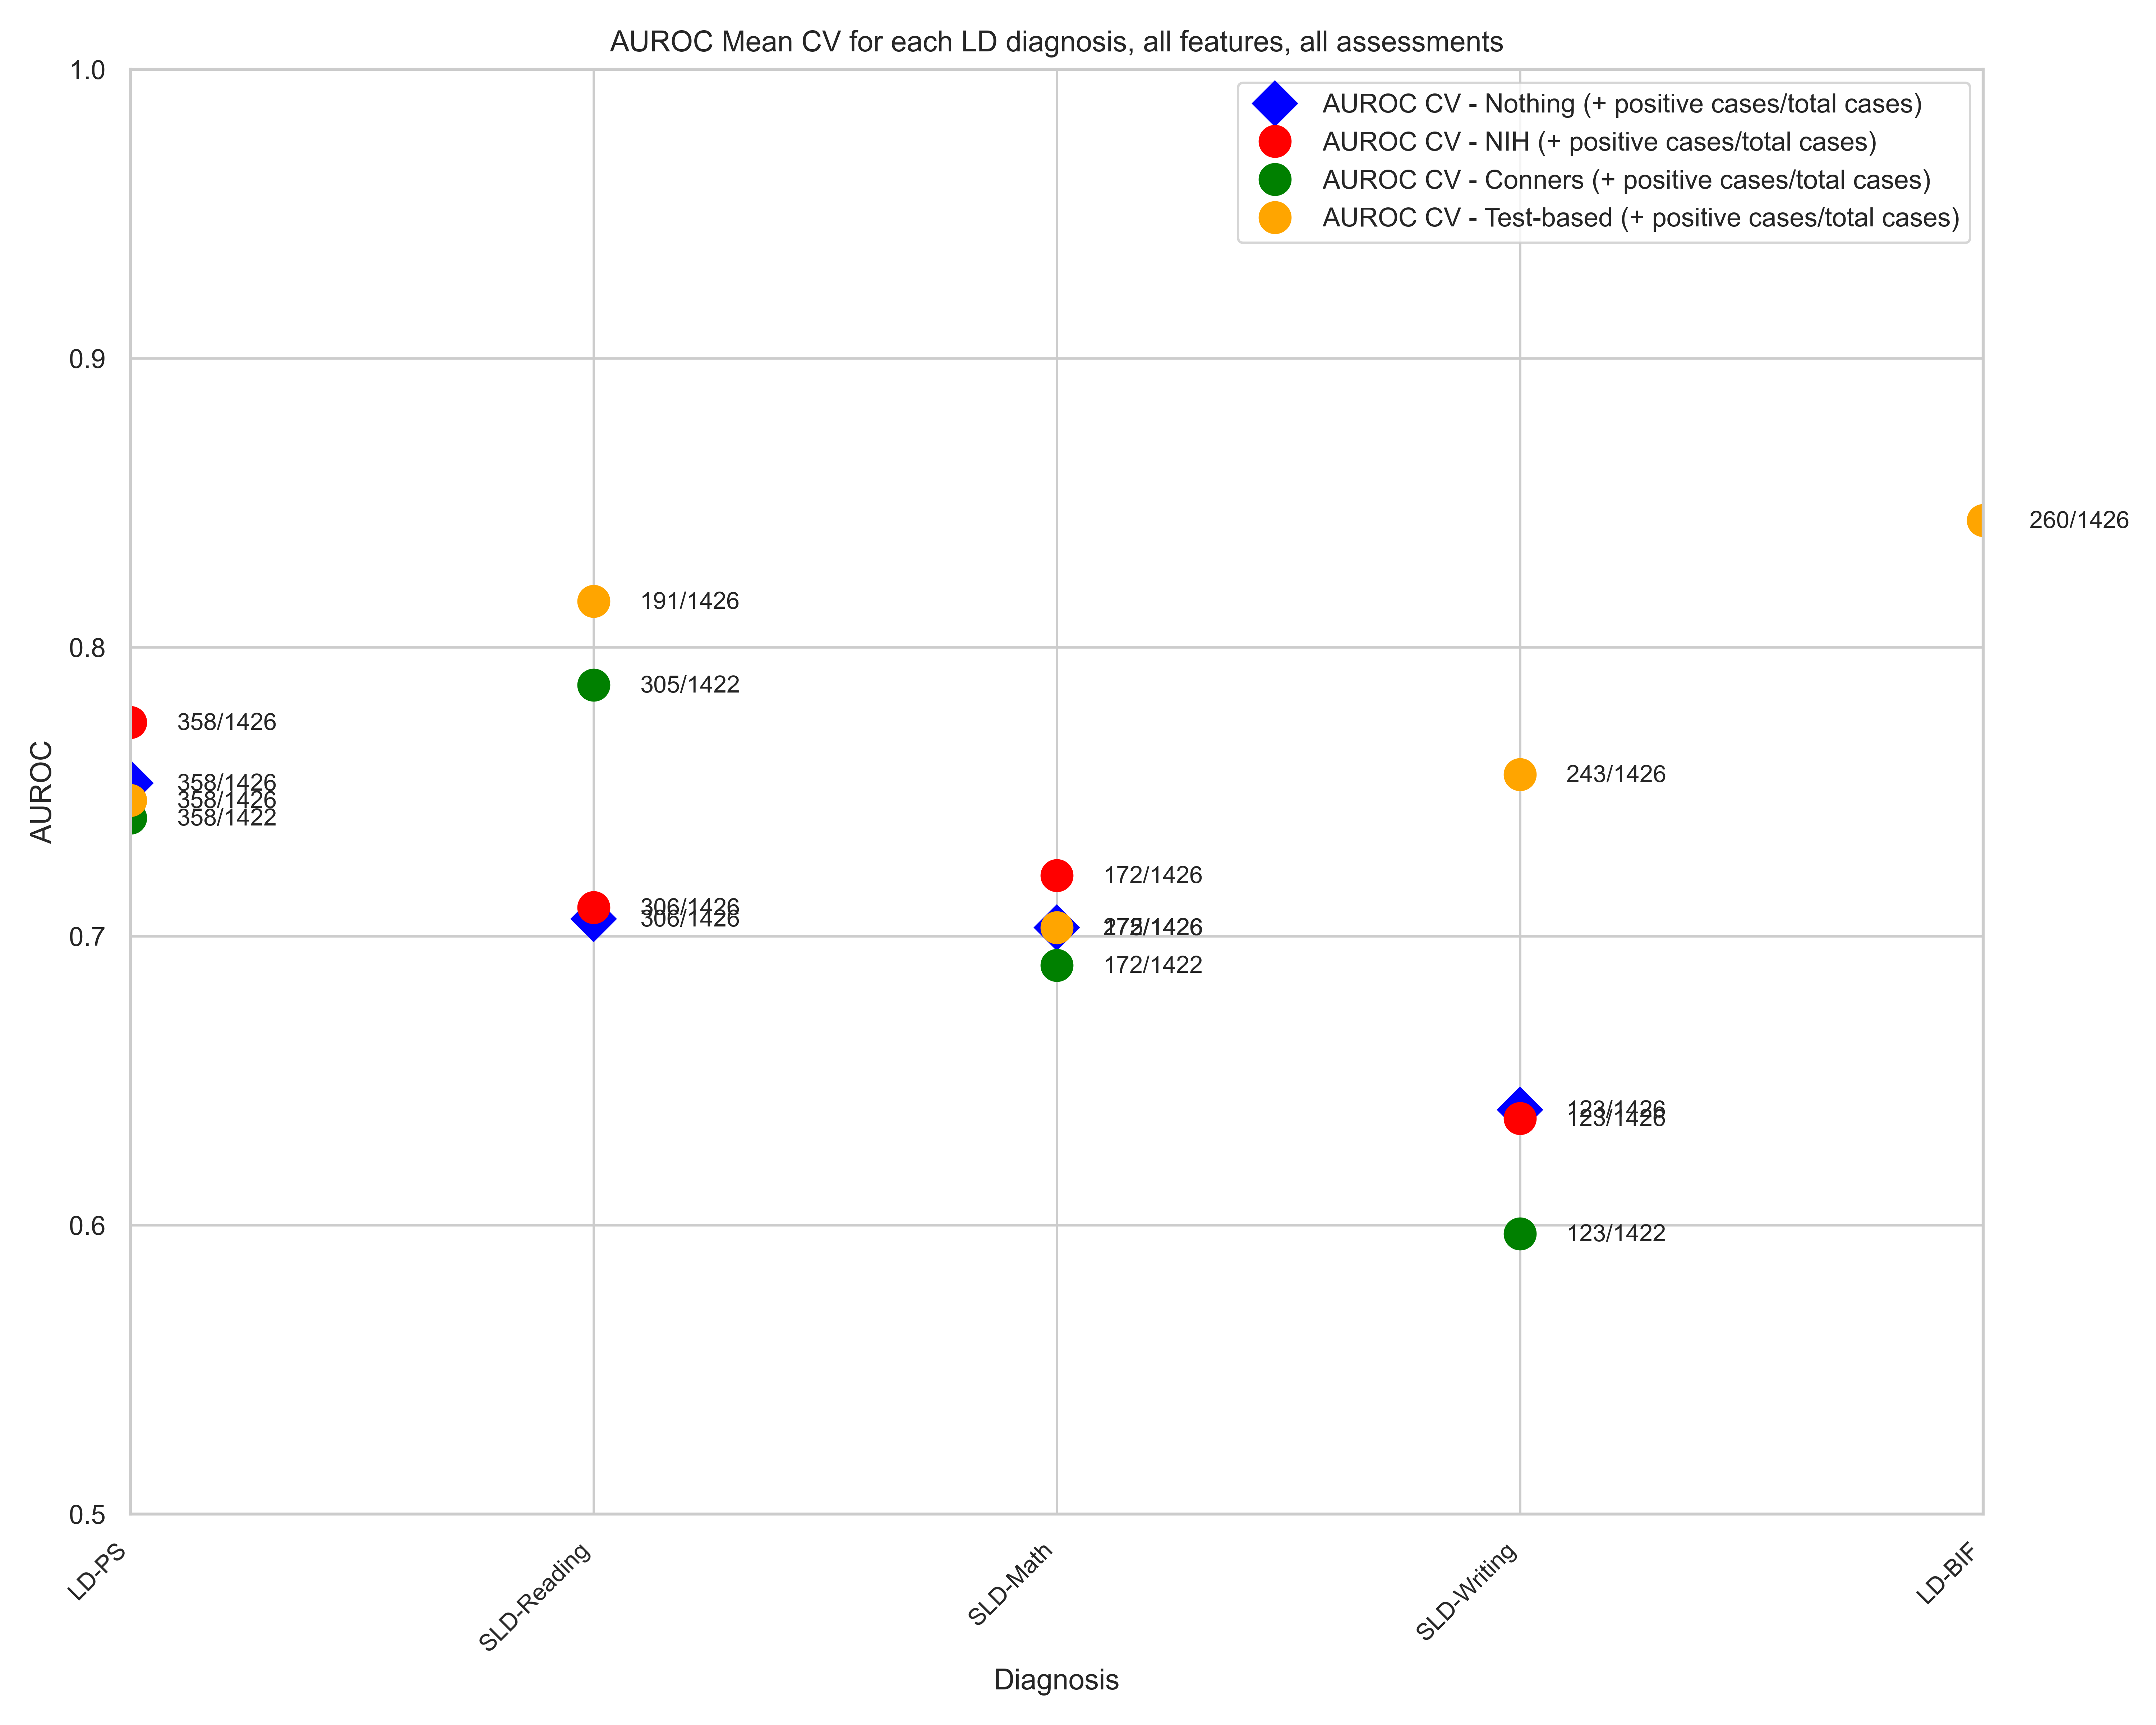 AUROC Mean CV for each LD diagnosis, all features, all assessments
AUROC CV - Nothing (+ positive cases/total cases)
AUROC CV - NIH (+ positive cases/total cases)
AUROC CV - Conners (+ positive cases/total cases)
AUROC CV - Test-based (+ positive cases/total cases)
1.0
0.9
0.8
0.7
0.6
0.5
AUROC
260/1426
191/1426
305/1422
358/1426
358/1426
358/1426
358/1422
243/1426
172/1426
306/1426
306/1426
172/1422
123/1426
123/1426
123/1422
LD-PS
SLD-Reading
SLD-Math
SLD-Writing
LD-BIF
Diagnosis